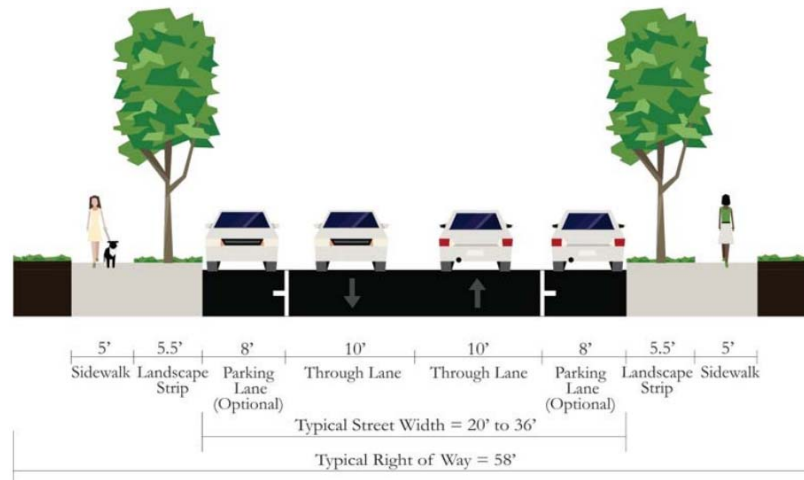 5' 5.5' 8' 10' 10' 8' 5.5' 5'
Sidewalk Landscape Parking Through Lane Through Lane Parking Landscape Sidewalk
Strip Lane Lane Strip
(Optional) (Optional)
Typical Street Width = 20' to 36'
Typical Right of Way = 58'